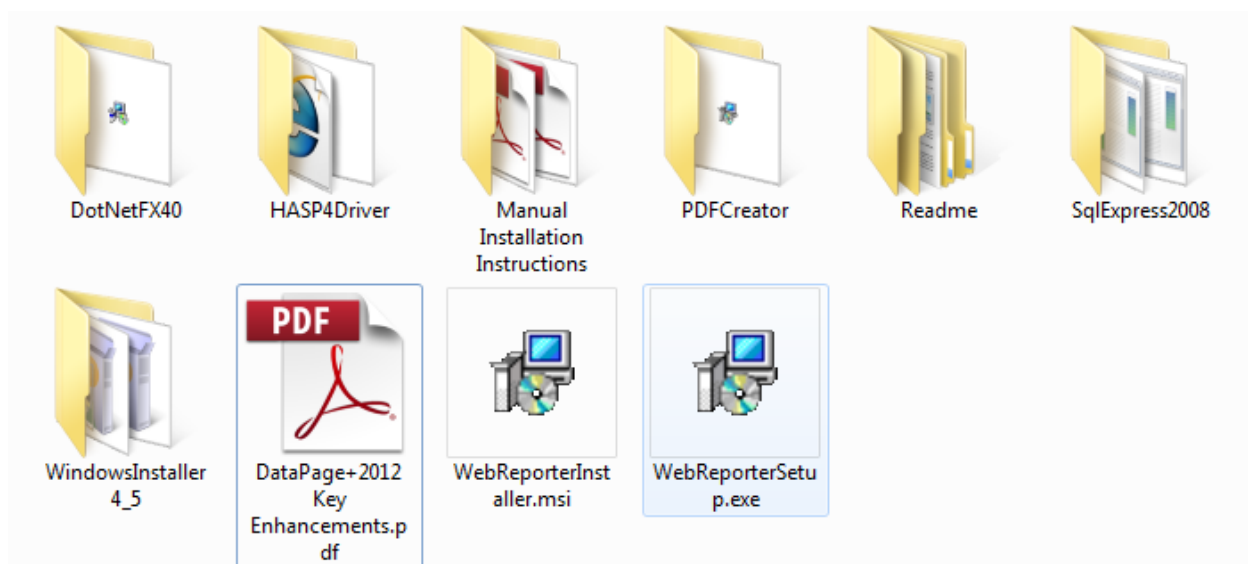 DotNetFX40
HASP4Driver
Manual
Installation
Instructions
PDFCreator
Readme
SqlExpress2008
WindowsInstaller
4_5
PDF
DataPage+2012
Key
Enhancements.p
df
WebReporterInst
aller.msi
WebReporterSetu
p.exe